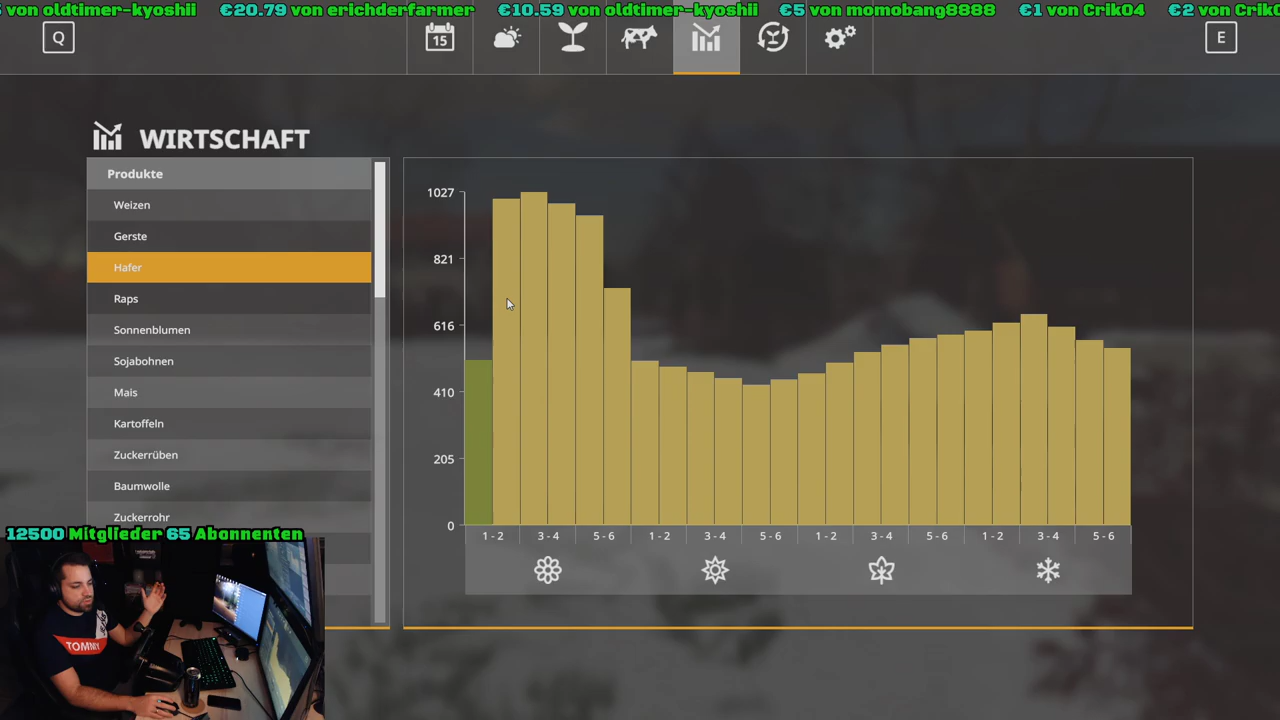 von oldtimer-kyoshii €20.79 von erichderfarmer €10.59 von oldtimer-kyoshii €5 von momobang8888 €1 von Crik04 €2 von
Q
15
E
WIRTSCHAFT
Produkte
Weizen
Gerste
Hafer
Raps
Sonnenblumen
Sojabohnen
Mais
Kartoffeln
Zuckerrüben
Baumwolle
Zuckerrohr
1027
821
616
410
205
0
1 - 2 3 - 4 5 - 6 1 - 2 3 - 4 5 - 6 1 - 2 3 - 4 5 - 6 1 - 2 3 - 4 5 - 6
12500 Mitglieder 65 Abonnenten
TOMMY